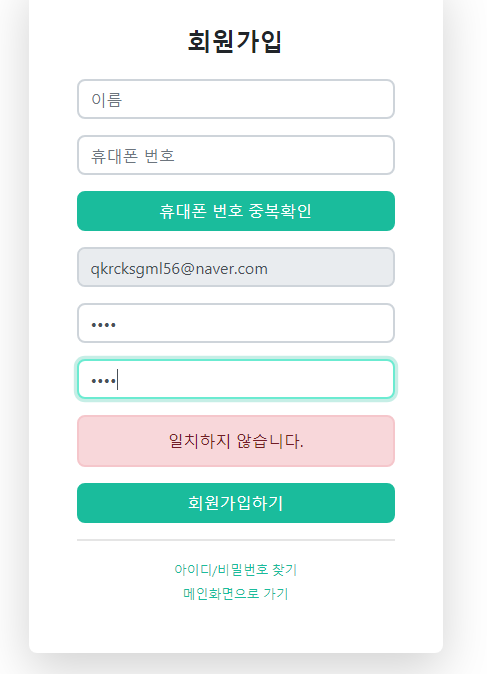 회원가입
이름
휴대폰 번호
휴대폰 번호 중복확인
qkrcksgml56@naver.com
••••
••••
일치하지 않습니다.
회원가입하기
아이디/비밀번호 찾기
메인화면으로 가기